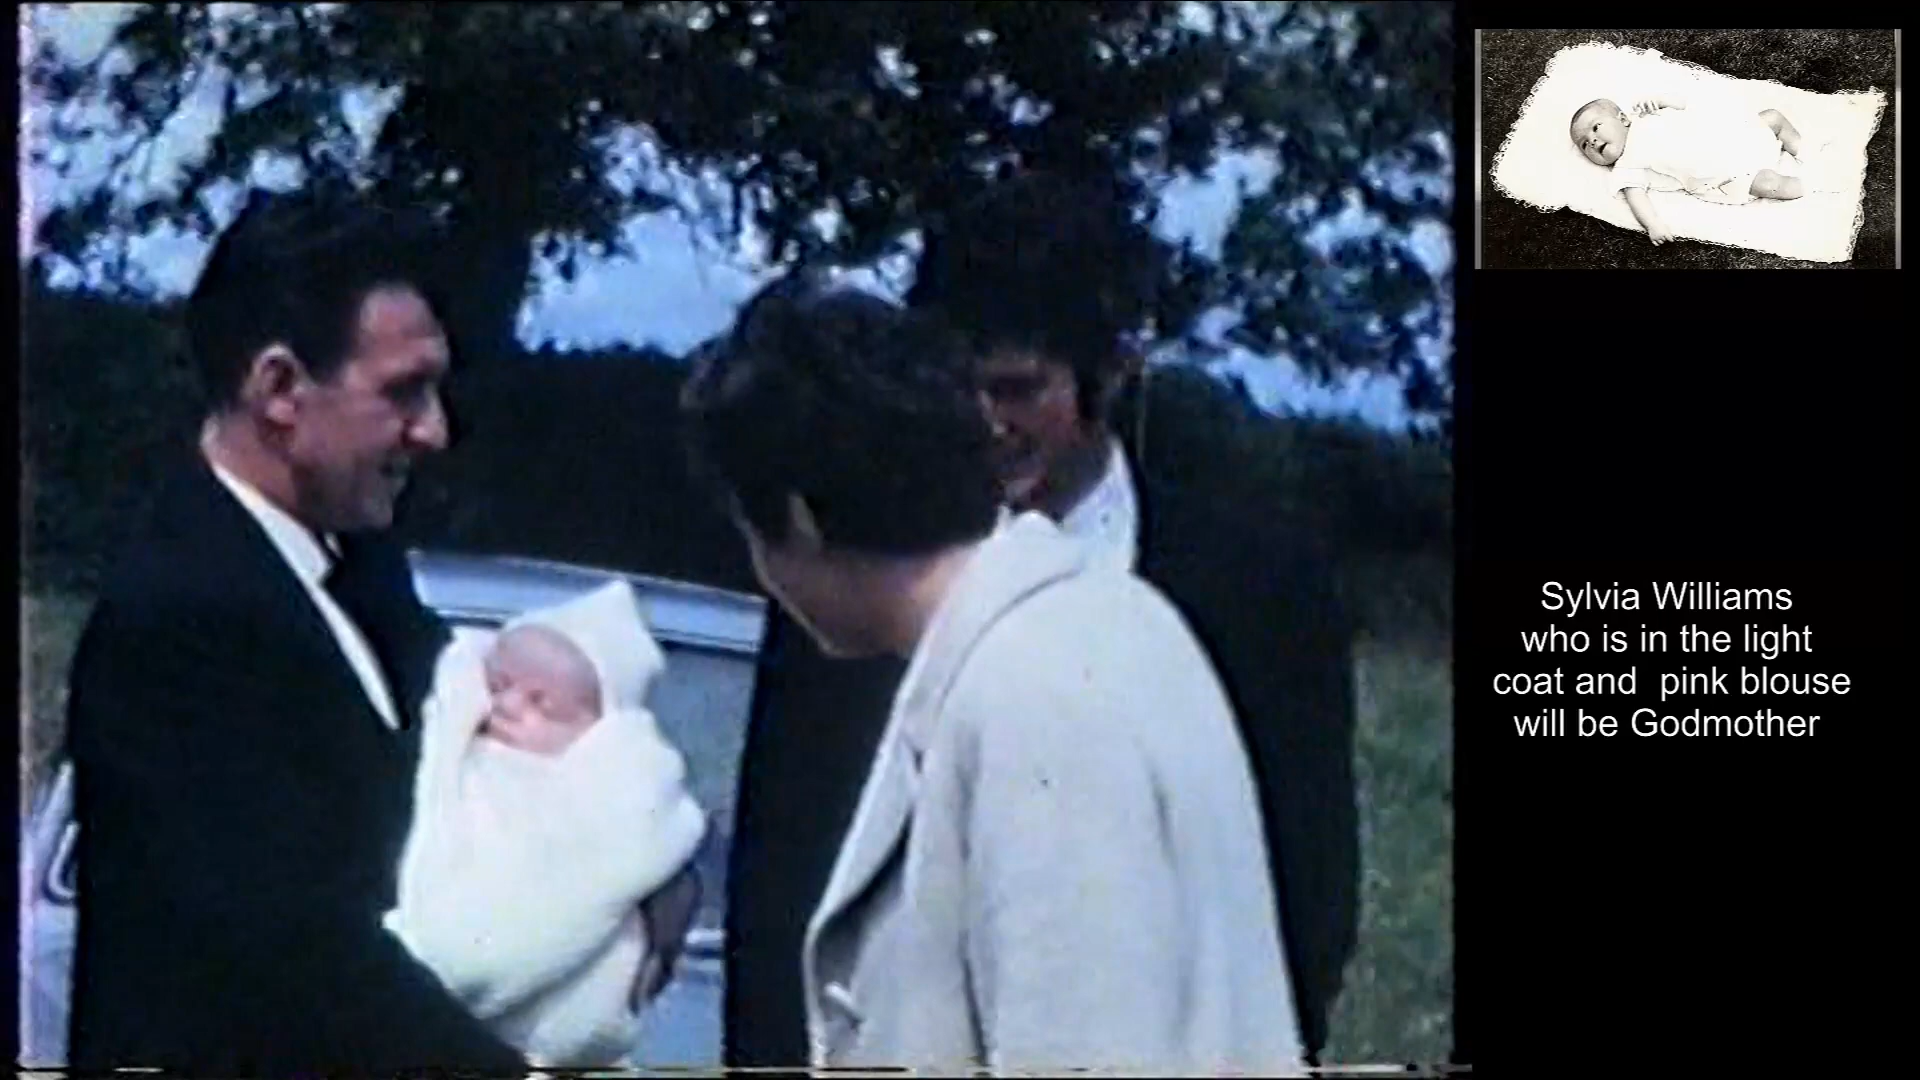 Sylvia Williams
who is in the light
coat and  pink blouse
will be Godmother